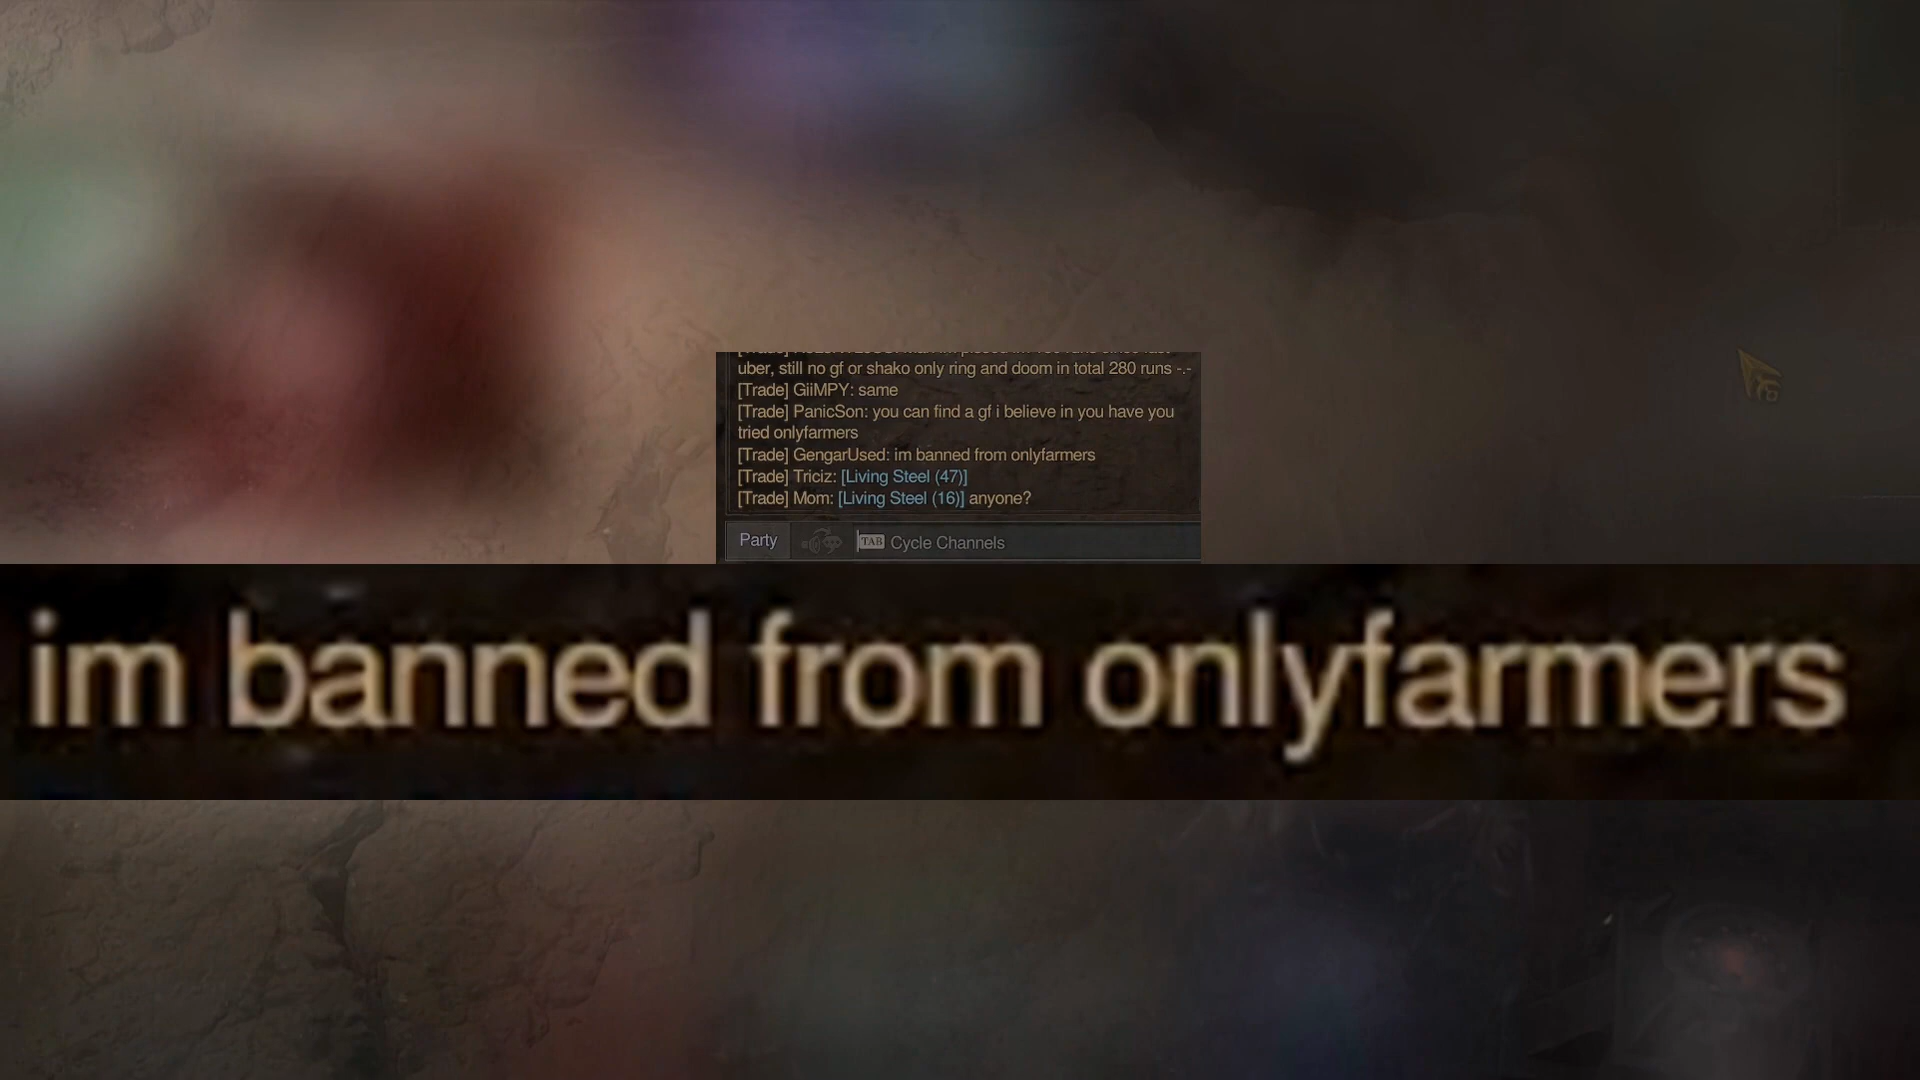 uber, still no gf or shako only ring and doom in total 280 runs -.-
[Trade] GiiMPY: same
[Trade] PanicSon: you can find a gf i believe in you have you
tried onlyfarmers
[Trade] GengarUsed: im banned from onlyfarmers
[Trade] Triciz: [Living Steel (47)]
[Trade] Mom: [Living Steel (16)] anyone?
Party TAB Cycle Channels
im banned from onlyfarmers